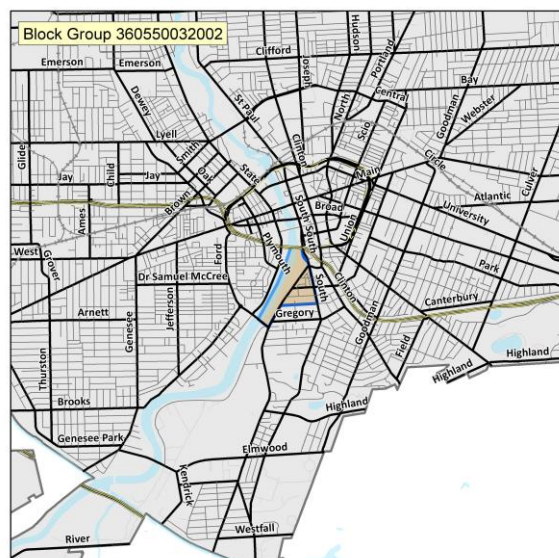 Block Group 360550032002
Hudson
Portland
Clifford
Joseph
Emerson
Emerson
Bay
Dewey
Central
North
Webster
Goodman
St Paul
Lyell
Clinton
Scio
Smith
Glide
Child
State
Circle
Jay
Jay
Oak
Main
Culver
Brown
Atlantic
Ames
Broad
University
South
South
Union
West
Grover
Ford
Plymouth
Park
Dr Samuel McCree
South
Clinton
Canterbury
Arnett
Genesee
Jefferson
Gregory
Goodman
Field
Highland
Thurston
Highland
Brooks
Highland
Genesee Park
Elmwood
Kendrick
Westfall
River